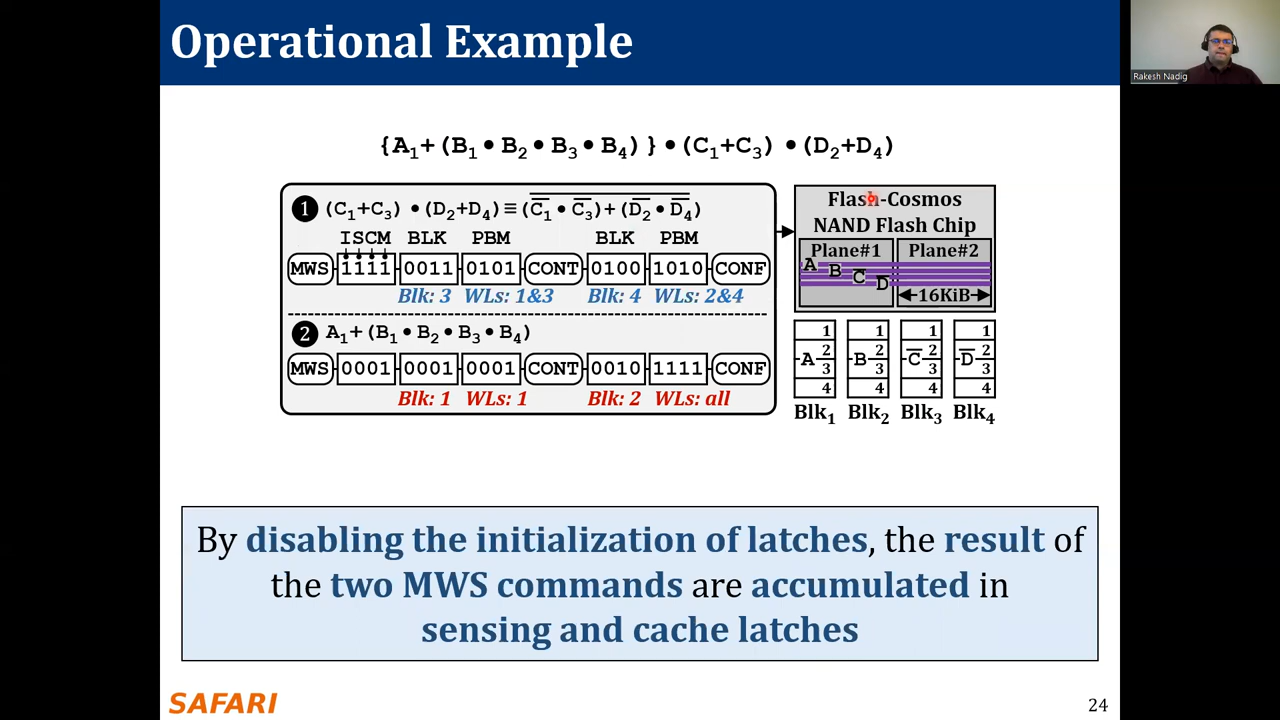 Operational Example
Rakesh Nadig
{A₁+(B₁•B₂•B₃•B₄)}•(C₁+C₃)•(D₂+D₄)
❶ (C₁+C₃)•(D₂+D₄)≡(C̅₁•C̅₃)+(D̅₂•D̅₄)
ISCM BLK PBM BLK PBM
MWS 1111 0011 0101 CONT 0100 1010 CONF
Blk: 3 WLs: 1&3 Blk: 4 WLs: 2&4
❷ A₁+(B₁•B₂•B₃•B₄)
MWS 0001 0001 0001 CONT 0010 1111 CONF
Blk: 1 WLs: 1 Blk: 2 WLs: all
Flash-Cosmos
NAND Flash Chip
Plane#1 Plane#2
A B C̅ D̅
16KiB
1 1 1 1
A 2 B 2 C̅ 2 D̅ 2
3 3 3 3
4 4 4 4
Blk₁ Blk₂ Blk₃ Blk₄
By disabling the initialization of latches, the result of
the two MWS commands are accumulated in
sensing and cache latches
SAFARI
24